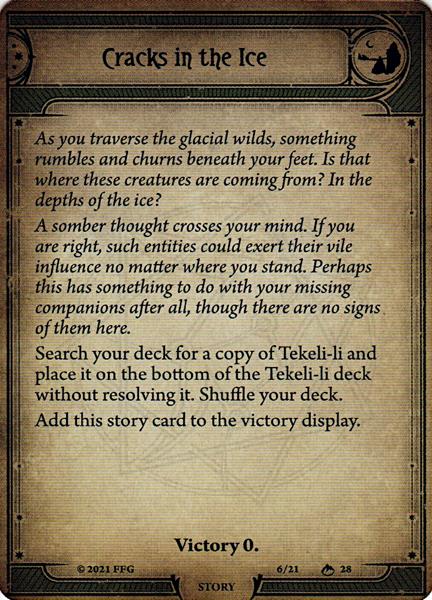 Cracks in the Ice
As you traverse the glacial wilds, something
rumbles and churns beneath your feet. Is that
where these creatures are coming from? In the
depths of the ice?
A somber thought crosses your mind. If you
are right, such entities could exert their vile
influence no matter where you stand. Perhaps
this has something to do with your missing
companions after all, though there are no signs
of them here.
Search your deck for a copy of Tekeli-li and
place it on the bottom of the Tekeli-li deck
without resolving it. Shuffle your deck.
Add this story card to the victory display.
Victory 0.
© 2021 FFG 6/21 28
STORY